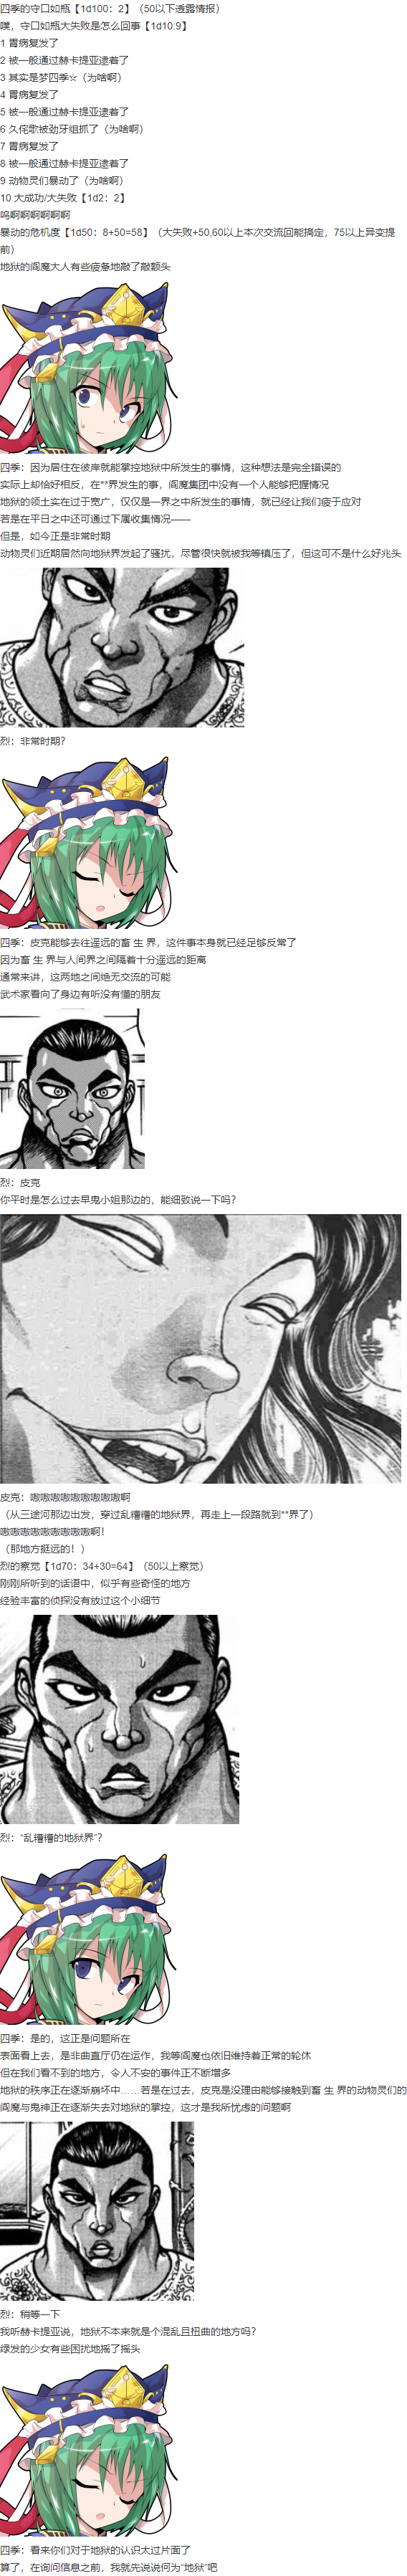 四季的守口如瓶【1d100：2】（50以下透露情报）
噗，守口如瓶大失败是怎么回事【1d10:9】
1 胃病复发了
2 被一般通过赫卡提亚逮着了
3 其实是梦四季☆（为啥啊）
4 胃病复发了
5 被一般通过赫卡提亚逮着了
6 久侘歌被劲牙组抓了（为啥啊）
7 胃病复发了
8 被一般通过赫卡提亚逮着了
9 动物灵们暴动了（为啥啊）
10 大成功/大失败【1d2：2】
呜啊啊啊啊啊啊
暴动的危机度【1d50：8+50=58】（大失败+50,60以上本次交流回能搞定，75以上异变提
前）
地狱的阎魔大人有些疲惫地敲了敲额头
四季：因为居住在彼岸就能掌控地狱中所发生的事情，这种想法是完全错误的
实际上却恰好相反，在**界发生的事，阎魔集团中没有一个人能够把握情况
地狱的领土实在过于宽广，仅仅是一界之中所发生的事情，就已经让我们疲于应对
若是在平日之中还可通过下属收集情况——
但是，如今正是非常时期
动物灵们近期居然向地狱界发起了骚扰，尽管很快就被我等镇压了，但这可不是什么好兆头
烈：非常时期？
四季：皮克能够去往遥远的畜 生 界，这件事本身就已经足够反常了
因为畜 生 界与人间界之间隔着十分遥远的距离
通常来讲，这两地之间绝无交流的可能
武术家看向了身边有听没有懂的朋友
烈：皮克
你平时是怎么过去早鬼小姐那边的，能细致说一下吗？
皮克：嗷嗷嗷嗷嗷嗷嗷嗷嗷啊
（从三途河那边出发，穿过乱糟糟的地狱界，再走上一段路就到**界了）
嗷嗷嗷嗷嗷嗷嗷嗷嗷啊！
（那地方挺远的！）
烈的察觉【1d70：34+30=64】（50以上察觉）
刚刚所听到的话语中，似乎有些奇怪的地方
经验丰富的侦探没有放过这个小细节
烈：“乱糟糟的地狱界”？
四季：是的，这正是问题所在
表面看上去，是非曲直厅仍在运作，我等阎魔也依旧维持着正常的轮休
但在我们看不到的地方，令人不安的事件正不断增多
地狱的秩序正在逐渐崩坏中……若是在过去，皮克是没理由能够接触到畜 生 界的动物灵们的
阎魔与鬼神正在逐渐失去对地狱的掌控，这才是我所忧虑的问题啊
烈：稍等一下
我听赫卡提亚说，地狱不本来就是个混乱且扭曲的地方吗？
绿发的少女有些困扰地摇了摇头
四季：看来你们对于地狱的认识太过片面了
算了，在询问信息之前，我就先说说何为“地狱”吧